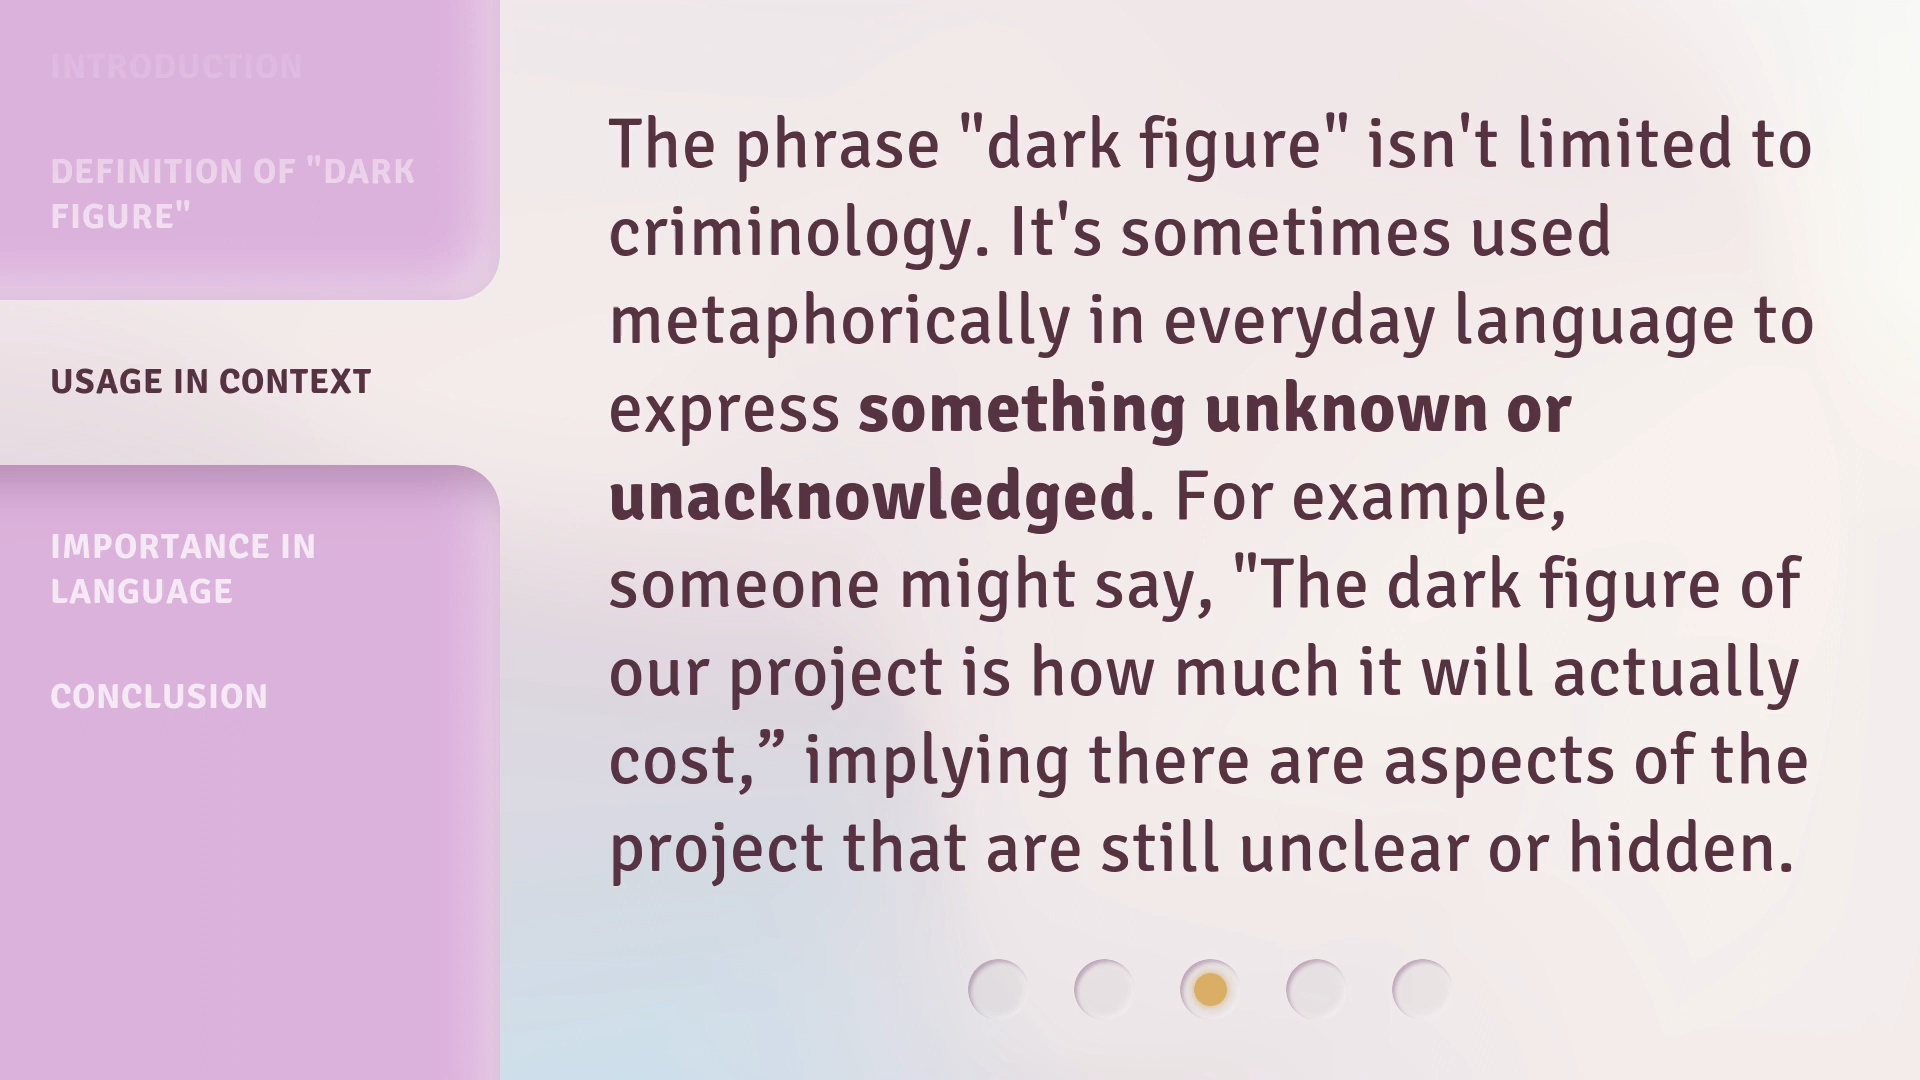 INTRODUCTION
DEFINITION OF "DARK
FIGURE"
USAGE IN CONTEXT
IMPORTANCE IN
LANGUAGE
CONCLUSION
The phrase "dark figure" isn't limited to
criminology. It's sometimes used
metaphorically in everyday language to
express something unknown or
unacknowledged. For example,
someone might say, "The dark figure of
our project is how much it will actually
cost,” implying there are aspects of the
project that are still unclear or hidden.